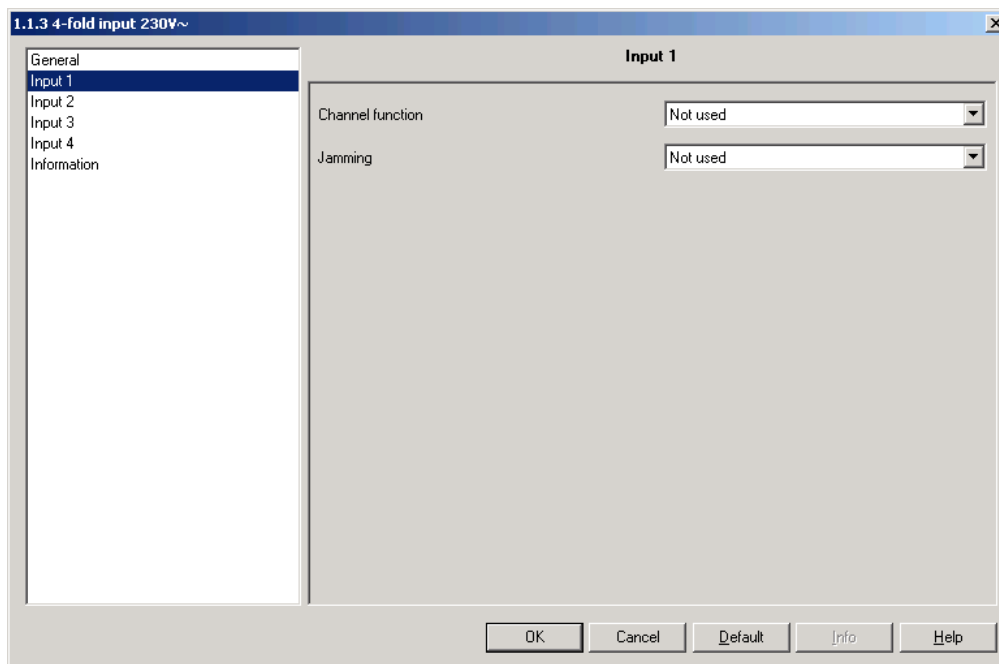 1.1.3 4-fold input 230V~
General
Input 1
Input 2
Input 3
Input 4
Information
Input 1
Channel function
Not used
Jamming
Not used
OK
Cancel
Default
Info
Help